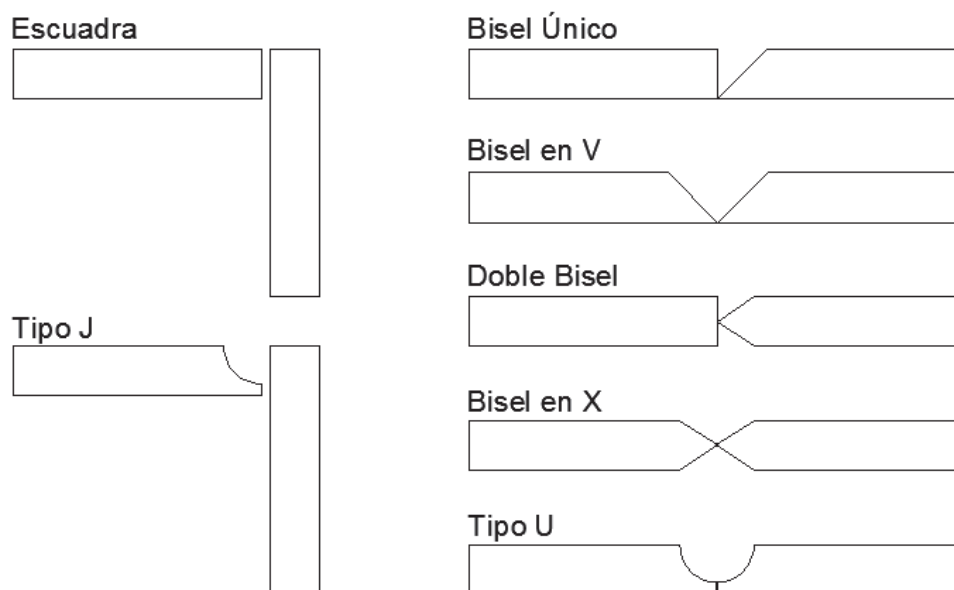 Escuadra
Tipo J
Bisel Único
Bisel en V
Doble Bisel
Bisel en X
Tipo U